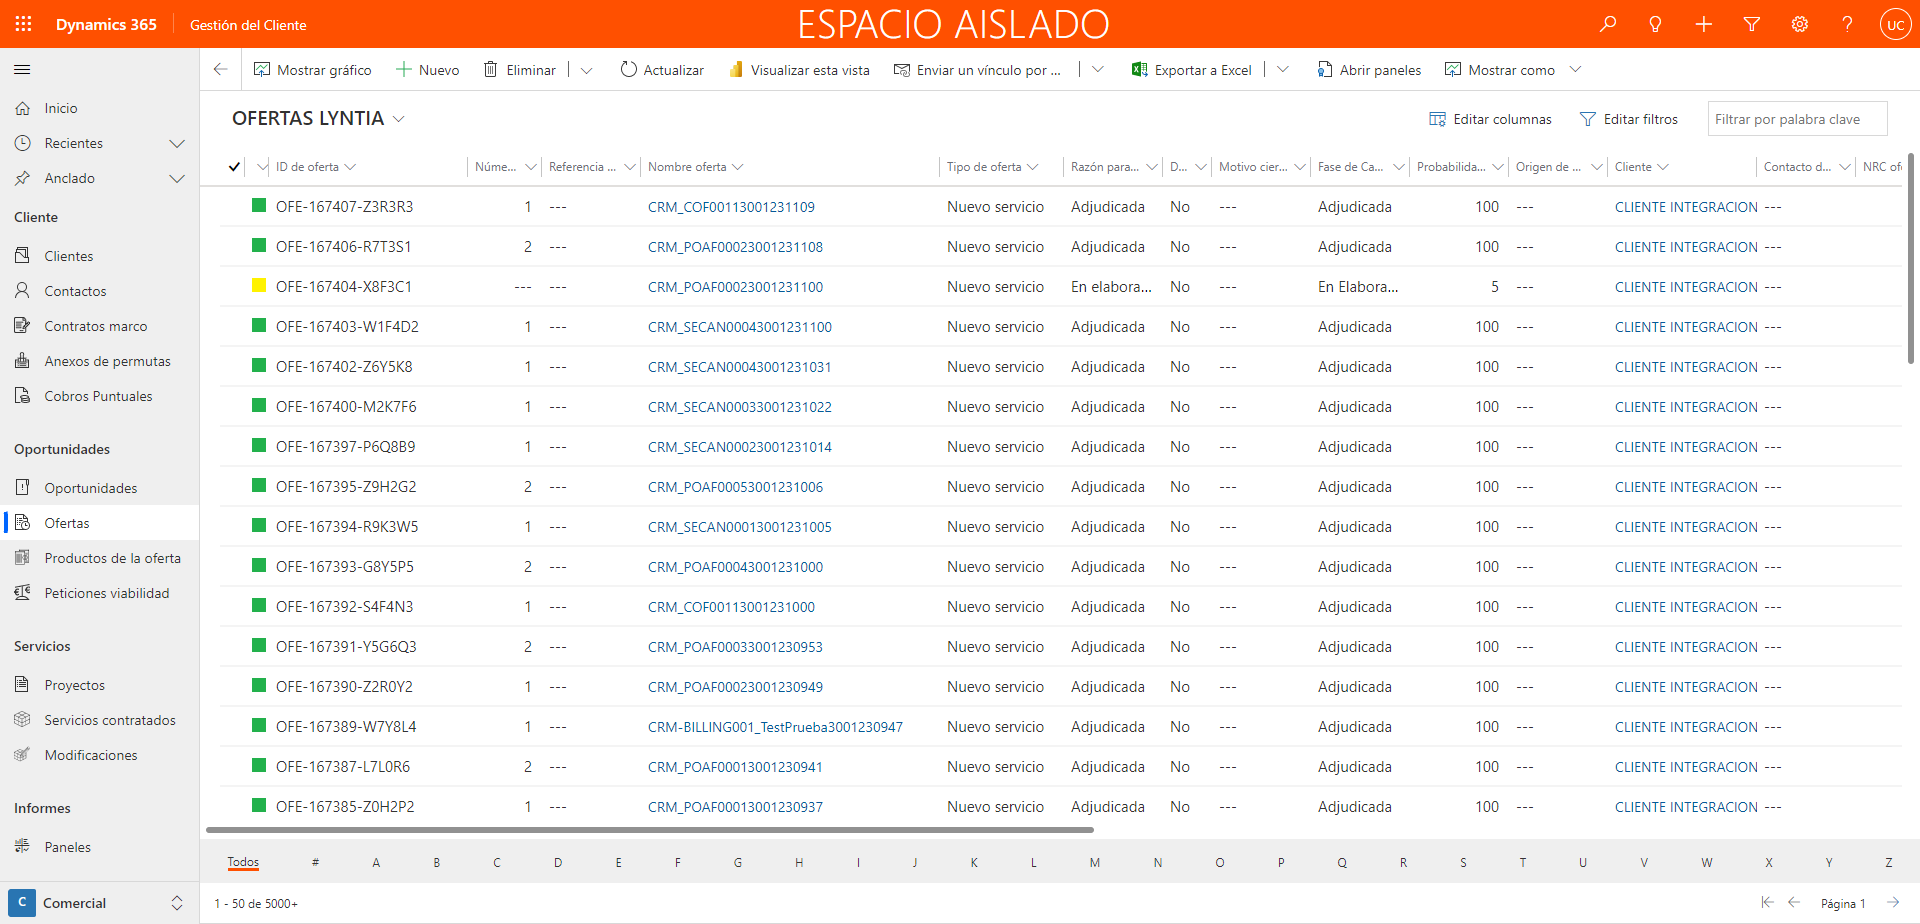 Dynamics 365 Gestión del Cliente ESPACIO AISLADO UC
Mostrar gráfico Nuevo Eliminar Actualizar Visualizar esta vista Enviar un vínculo por ... Exportar a Excel Abrir paneles Mostrar como
Inicio
Recientes
Anclado
Cliente
Clientes
Contactos
Contratos marco
Anexos de permutas
Cobros Puntuales
Oportunidades
Oportunidades
Ofertas
Productos de la oferta
Peticiones viabilidad
Servicios
Proyectos
Servicios contratados
Modificaciones
Informes
Paneles
C Comercial
OFERTAS LYNTIA Editar columnas Editar filtros Filtrar por palabra clave
ID de oferta Núme... Referencia ... Nombre oferta Tipo de oferta Razón para... D... Motivo cier... Fase de Ca... Probabilida... Origen de ... Cliente Contacto d... NRC ofe
OFE-167407-Z3R3R3 1 --- CRM_COF00113001231109 Nuevo servicio Adjudicada No --- Adjudicada 100 --- CLIENTE INTEGRACION ---
OFE-167406-R7T3S1 2 --- CRM_POAF00023001231108 Nuevo servicio Adjudicada No --- Adjudicada 100 --- CLIENTE INTEGRACION ---
OFE-167404-X8F3C1 --- --- CRM_POAF00023001231100 Nuevo servicio En elabora... No --- En Elabora... 5 --- CLIENTE INTEGRACION ---
OFE-167403-W1F4D2 1 --- CRM_SECAN00043001231100 Nuevo servicio Adjudicada No --- Adjudicada 100 --- CLIENTE INTEGRACION ---
OFE-167402-Z6Y5K8 1 --- CRM_SECAN00043001231031 Nuevo servicio Adjudicada No --- Adjudicada 100 --- CLIENTE INTEGRACION ---
OFE-167400-M2K7F6 1 --- CRM_SECAN00033001231022 Nuevo servicio Adjudicada No --- Adjudicada 100 --- CLIENTE INTEGRACION ---
OFE-167397-P6Q8B9 1 --- CRM_SECAN00023001231014 Nuevo servicio Adjudicada No --- Adjudicada 100 --- CLIENTE INTEGRACION ---
OFE-167395-Z9H2G2 2 --- CRM_POAF00053001231006 Nuevo servicio Adjudicada No --- Adjudicada 100 --- CLIENTE INTEGRACION ---
OFE-167394-R9K3W5 1 --- CRM_SECAN00013001231005 Nuevo servicio Adjudicada No --- Adjudicada 100 --- CLIENTE INTEGRACION ---
OFE-167393-G8Y5P5 2 --- CRM_POAF00043001231000 Nuevo servicio Adjudicada No --- Adjudicada 100 --- CLIENTE INTEGRACION ---
OFE-167392-S4F4N3 1 --- CRM_COF00113001231000 Nuevo servicio Adjudicada No --- Adjudicada 100 --- CLIENTE INTEGRACION ---
OFE-167391-Y5G6Q3 2 --- CRM_POAF00033001230953 Nuevo servicio Adjudicada No --- Adjudicada 100 --- CLIENTE INTEGRACION ---
OFE-167390-Z2R0Y2 1 --- CRM_POAF00023001230949 Nuevo servicio Adjudicada No --- Adjudicada 100 --- CLIENTE INTEGRACION ---
OFE-167389-W7Y8L4 1 --- CRM-BILLING001_TestPrueba3001230947 Nuevo servicio Adjudicada No --- Adjudicada 100 --- CLIENTE INTEGRACION ---
OFE-167387-L7L0R6 2 --- CRM_POAF00013001230941 Nuevo servicio Adjudicada No --- Adjudicada 100 --- CLIENTE INTEGRACION ---
OFE-167385-Z0H2P2 1 --- CRM_POAF00013001230937 Nuevo servicio Adjudicada No --- Adjudicada 100 --- CLIENTE INTEGRACION ---
Todos # A B C D E F G H I J K L M N O P Q R S T U V W X Y Z
1 - 50 de 5000+ Página 1